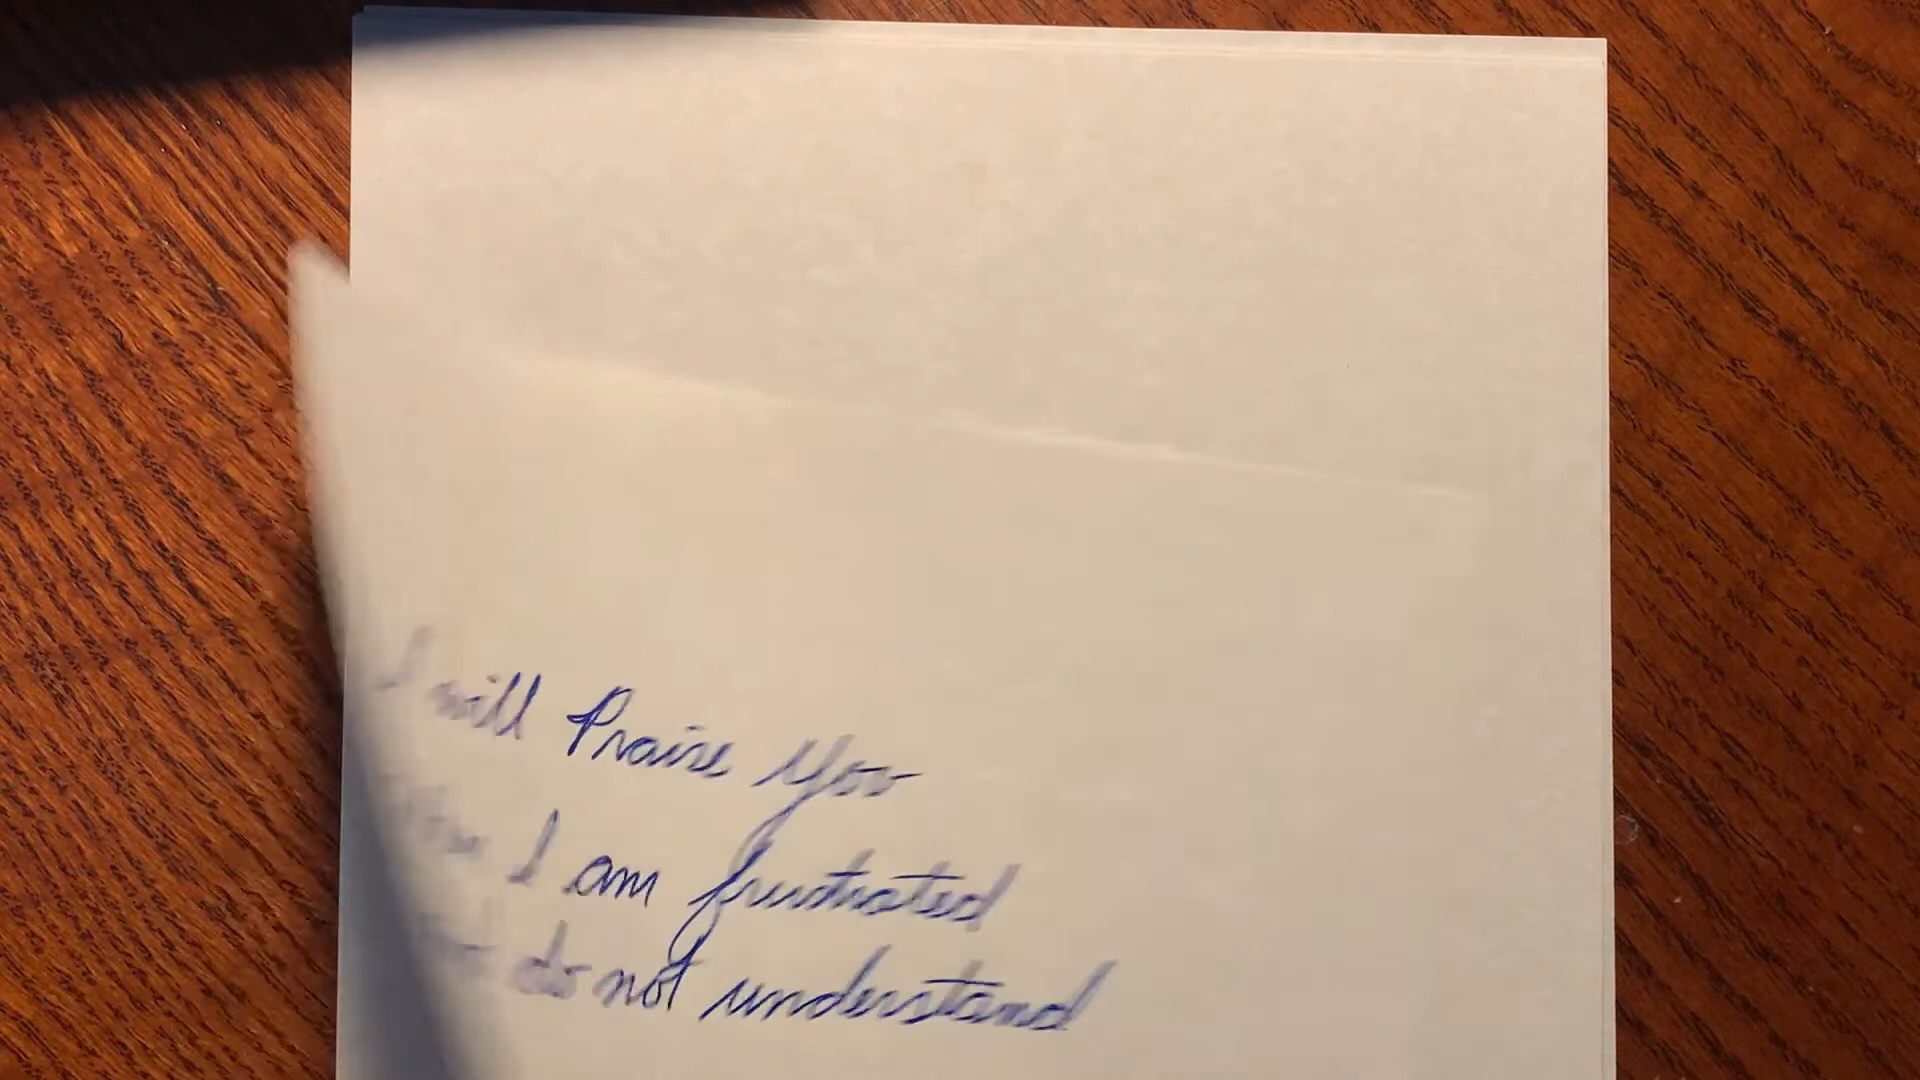 I will Praise You
I am frustrated
do not understand